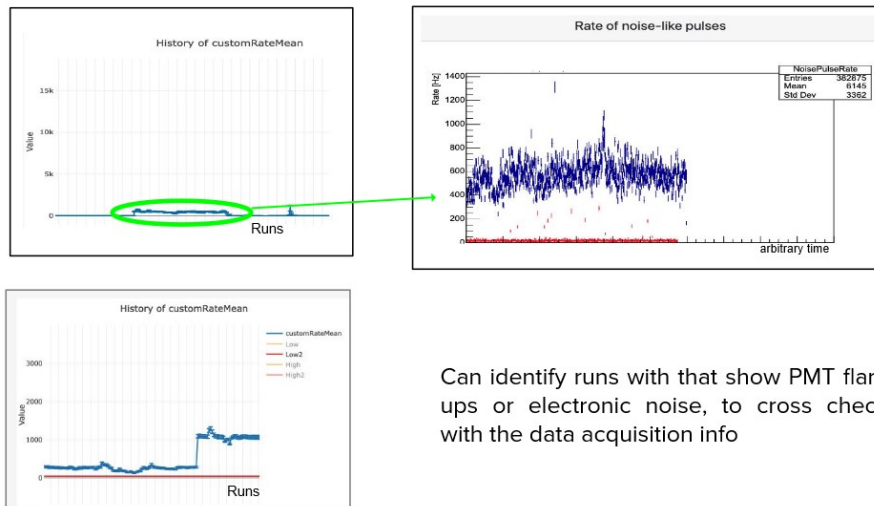 History of customRateMean
15k
10k
5k
0
Value
Runs
Rate of noise-like pulses
NoisePulseRate
Entries 382875
Mean 6145
Std Dev 3362
Rate [Hz]
1400
1200
1000
800
600
400
200
0
arbitrary time
History of customRateMean
customRateMean
Low
Low2
High
High2
3000
2000
1000
0
Value
Runs
Can identify runs with that show PMT flar
ups or electronic noise, to cross chec
with the data acquisition info